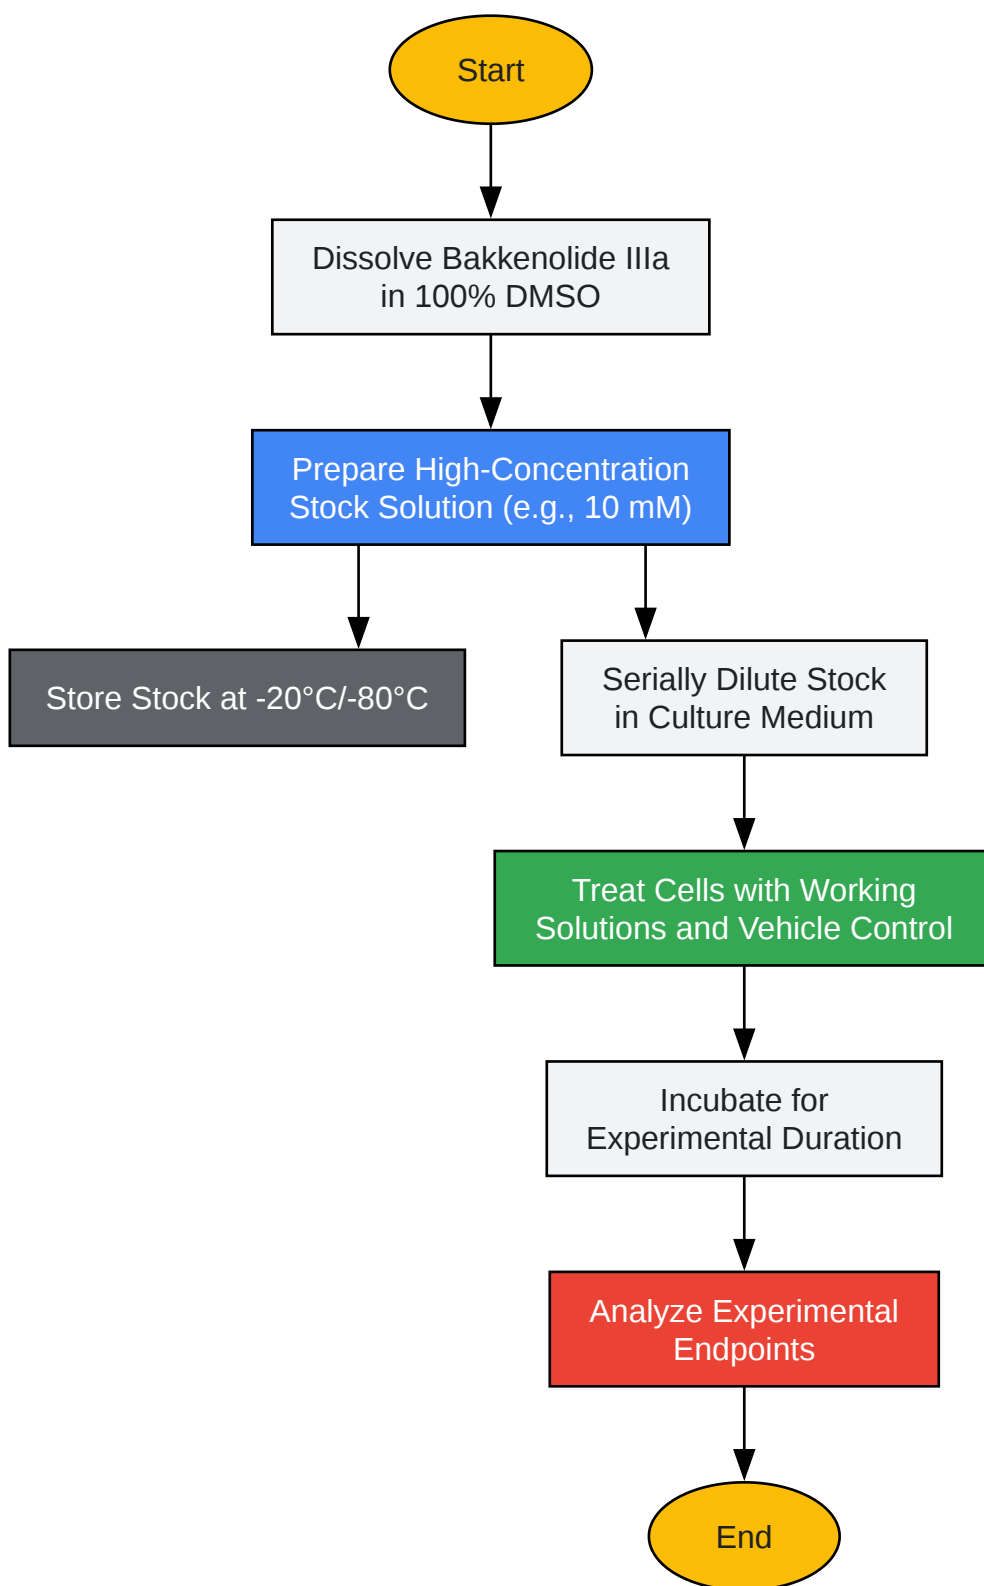 Start
Dissolve Bakkenolide IIIa
in 100% DMSO
Prepare High-Concentration
Stock Solution (e.g., 10 mM)
Store Stock at -20°C/-80°C
Serially Dilute Stock
in Culture Medium
Treat Cells with Working
Solutions and Vehicle Control
Incubate for
Experimental Duration
Analyze Experimental
Endpoints
End